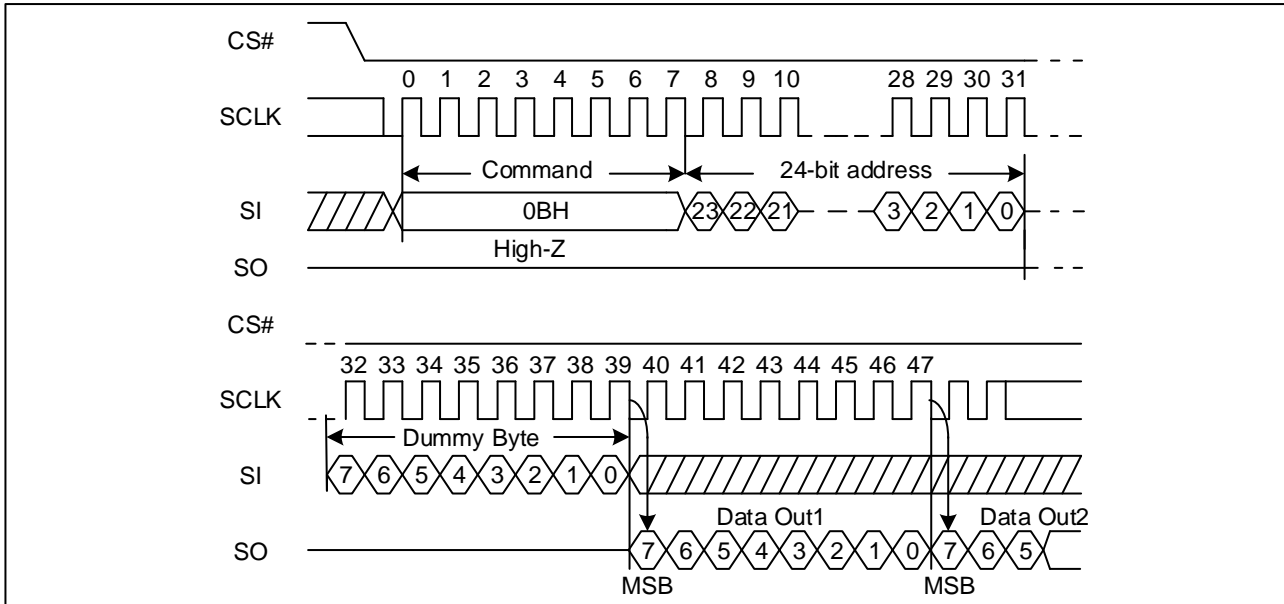 CS#
0 1 2 3 4 5 6 7 8 9 10 28 29 30 31
SCLK
Command 24-bit address
SI 0BH 23 22 21 3 2 1 0
High-Z
SO
CS#
32 33 34 35 36 37 38 39 40 41 42 43 44 45 46 47
SCLK
Dummy Byte
SI 7 6 5 4 3 2 1 0
Data Out1 Data Out2
SO 7 6 5 4 3 2 1 0 7 6 5
MSB MSB